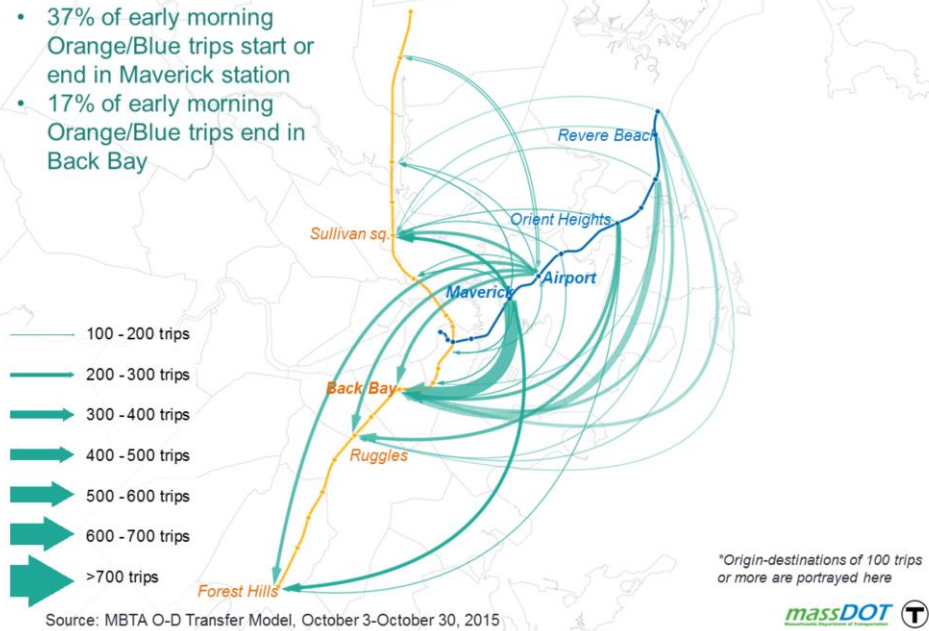 • 37% of early morning
Orange/Blue trips start or
end in Maverick station
• 17% of early morning
Orange/Blue trips end in
Back Bay
Revere Beach
Orient Heights
Sullivan sq.
Airport
Maverick
100 - 200 trips
200 - 300 trips
Back Bay
300 - 400 trips
400 - 500 trips
Ruggles
500 - 600 trips
600 - 700 trips
>700 trips
Forest Hills
*Origin-destinations of 100 trips
or more are portrayed here
Source: MBTA O-D Transfer Model, October 3-October 30, 2015
massDOT
Massachusetts Department of Transportation
T